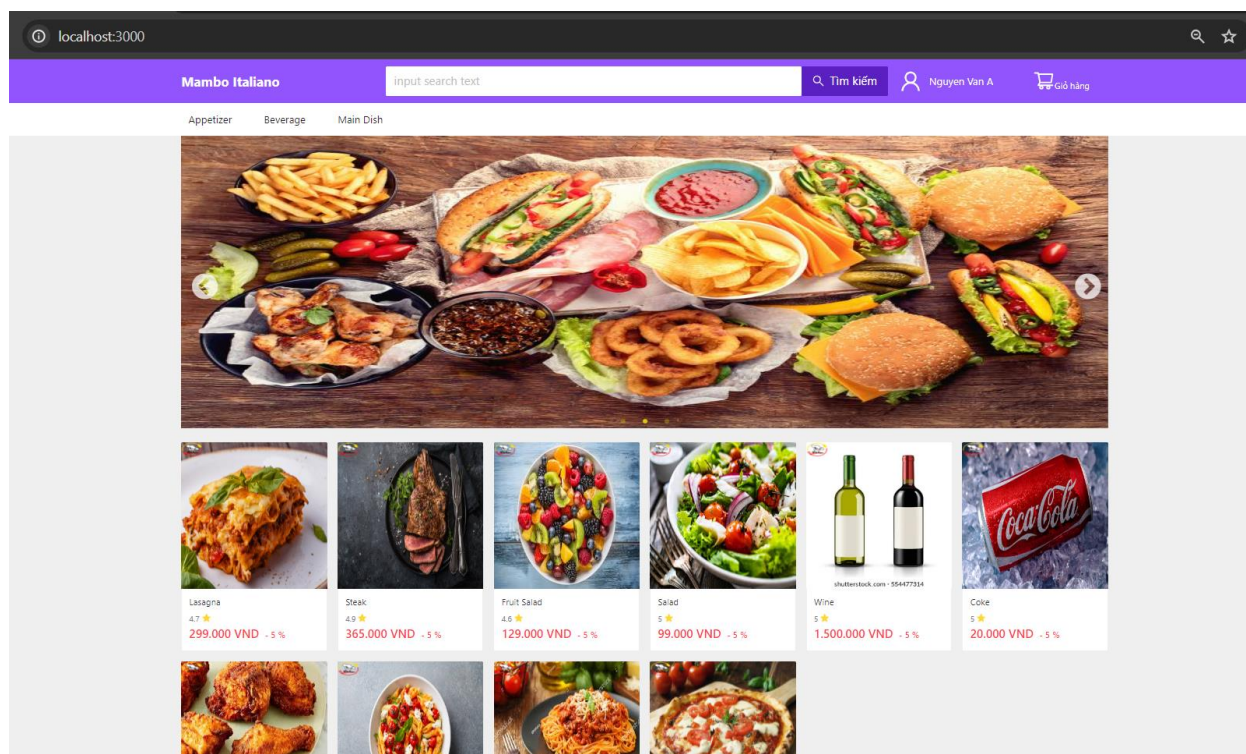 localhost:3000
Mambo Italiano
input search text
Tìm kiếm
Nguyen Van A
Giỏ hàng
Appetizer Beverage Main Dish
shutterstock.com · 554477314
Coca-Cola
Lasagna
4.7
299.000 VND - 5 %
Steak
4.9
365.000 VND - 5 %
Fruit Salad
4.6
129.000 VND - 5 %
Salad
5
99.000 VND - 5 %
Wine
5
1.500.000 VND - 5 %
Coke
5
20.000 VND - 5 %